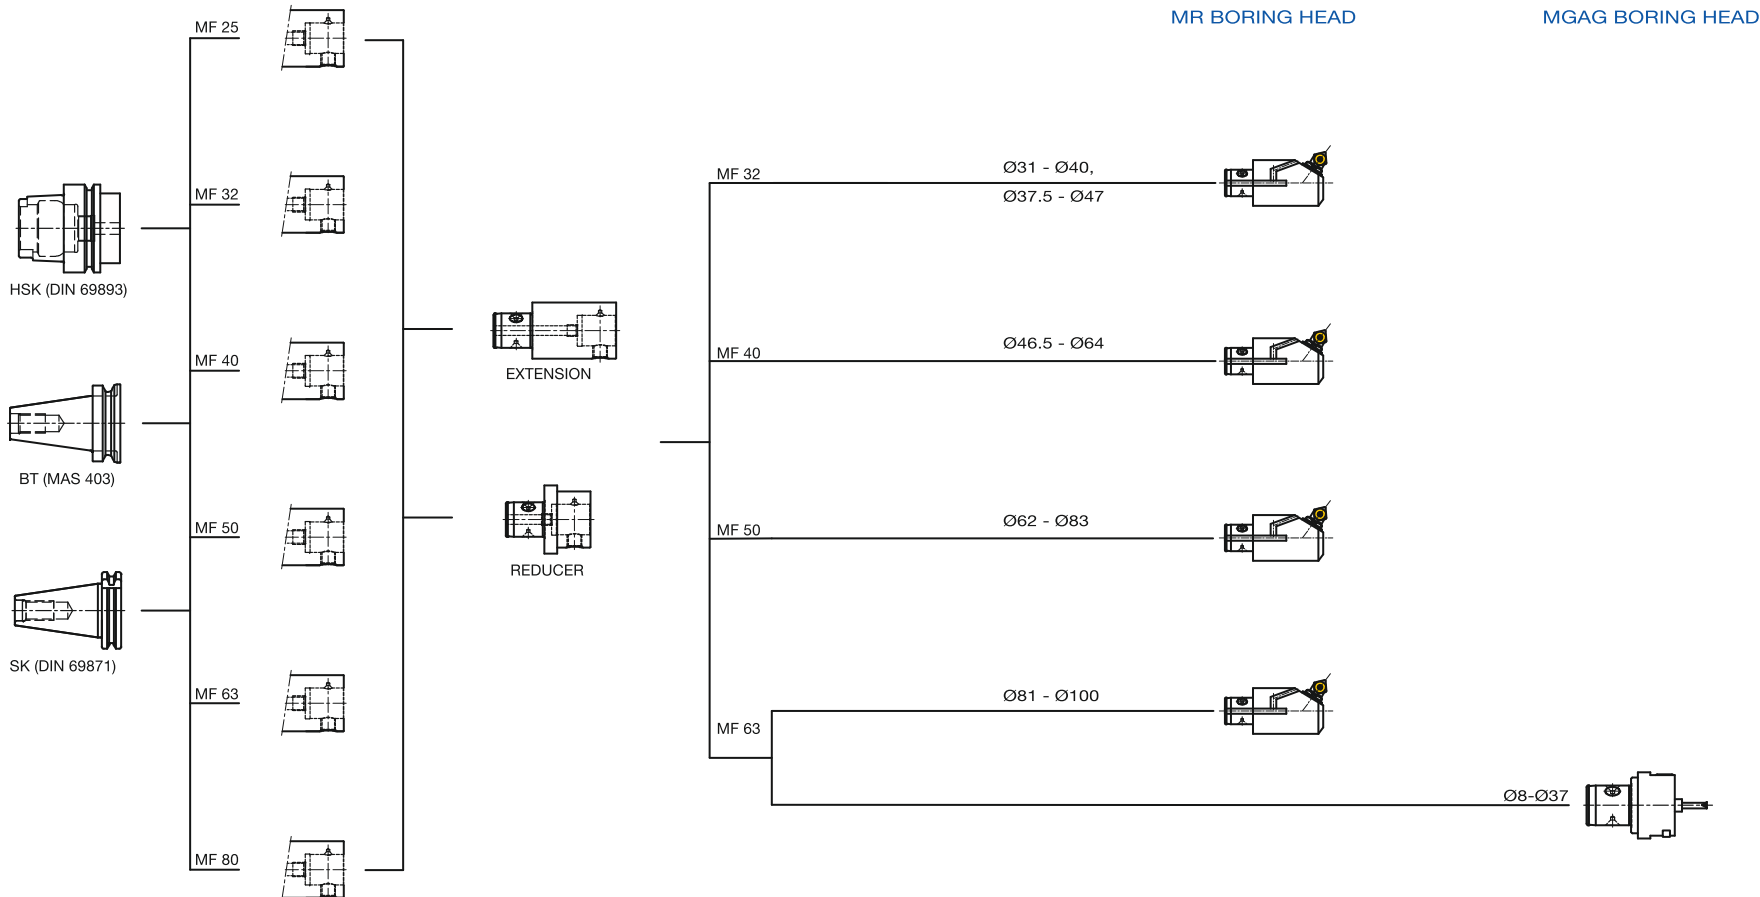 MR BORING HEAD
MGAG BORING HEAD
MF 25
MF 32
MF 40
MF 50
MF 63
MF 80
HSK (DIN 69893)
BT (MAS 403)
SK (DIN 69871)
EXTENSION
REDUCER
MF 32
Ø31 - Ø40,
Ø37.5 - Ø47
MF 40
Ø46.5 - Ø64
MF 50
Ø62 - Ø83
MF 63
Ø81 - Ø100
Ø8-Ø37